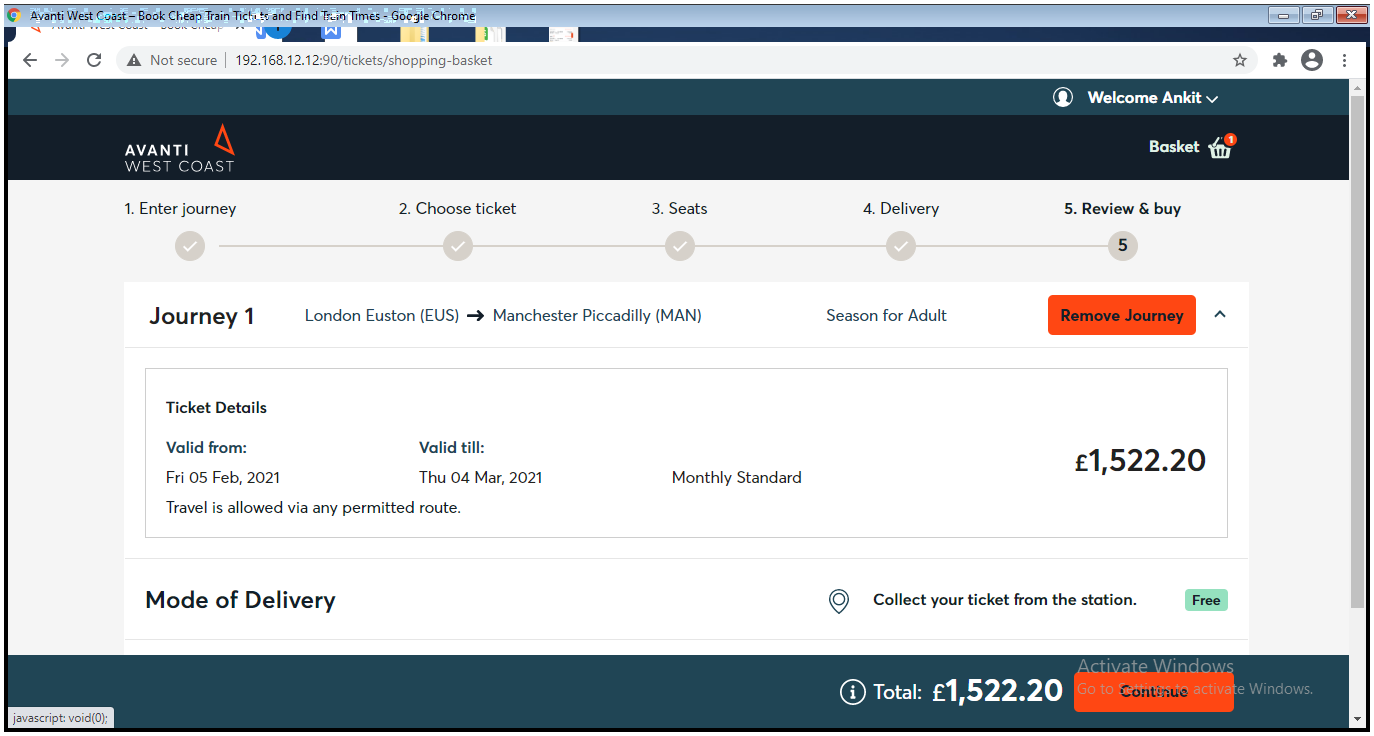 Avanti West Coast – Book Cheap Train Tickets and Find Train Times - Google Chrome
Not secure | 192.168.12.12:90/tickets/shopping-basket
Welcome Ankit
AVANTI
WEST COAST
Basket 1
1. Enter journey 2. Choose ticket 3. Seats 4. Delivery 5. Review & buy
5
Journey 1 London Euston (EUS) → Manchester Piccadilly (MAN) Season for Adult Remove Journey
Ticket Details
Valid from: Valid till:
£1,522.20
Fri 05 Feb, 2021 Thu 04 Mar, 2021 Monthly Standard
Travel is allowed via any permitted route.
Mode of Delivery Collect your ticket from the station. Free
Activate Windows
Total: £1,522.20 Continue
Go to Settings to activate Windows.
javascript: void(0);